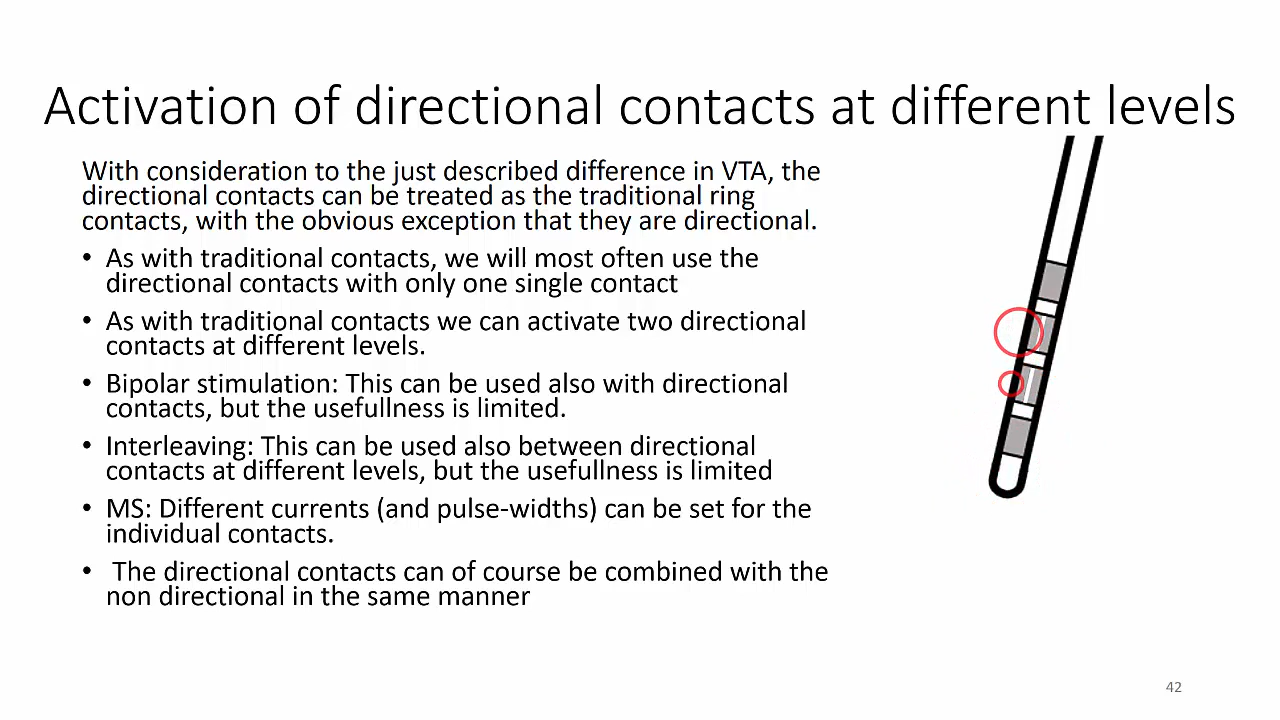 Activation of directional contacts at different levels
With consideration to the just described difference in VTA, the
directional contacts can be treated as the traditional ring
contacts, with the obvious exception that they are directional.
• As with traditional contacts, we will most often use the
directional contacts with only one single contact
• As with traditional contacts we can activate two directional
contacts at different levels.
• Bipolar stimulation: This can be used also with directional
contacts, but the usefullness is limited.
• Interleaving: This can be used also between directional
contacts at different levels, but the usefullness is limited
• MS: Different currents (and pulse-widths) can be set for the
individual contacts.
• The directional contacts can of course be combined with the
non directional in the same manner
42